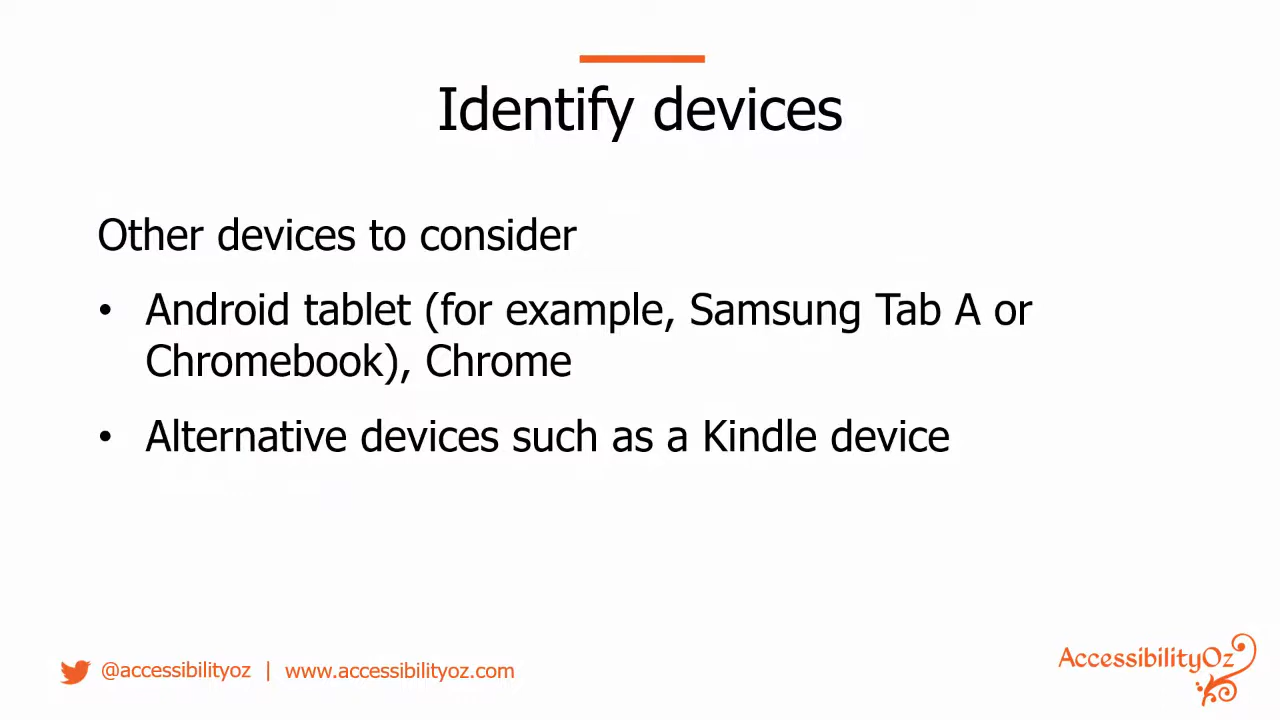 Identify devices
Other devices to consider
• Android tablet (for example, Samsung Tab A or
Chromebook), Chrome
• Alternative devices such as a Kindle device
@accessibilityoz | www.accessibilityoz.com
AccessibilityOz